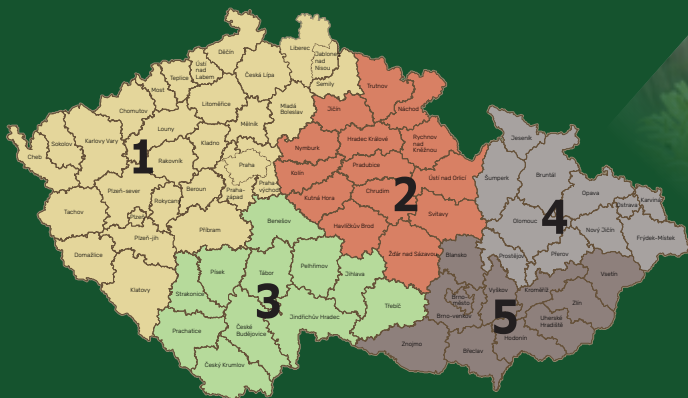 Děčín
Liberec
Jablonec
nad
Nisou
Ústí
nad
Labem
Teplice
Česká Lípa
Semily
Trutnov
Most
Chomutov
Litoměřice
Mladá
Boleslav
Jičín
Náchod
Sokolov
Karlovy Vary
Louny
Mělník
Kladno
Hradec Králové
Rychnov
nad
Kněžnou
Jeseník
Cheb
1
Rakovník
Praha
Nymburk
Pardubice
Ústí nad Orlicí
Šumperk
Bruntál
Plzeň-sever
Beroun
Praha-
západ
Praha-
východ
Kolín
Chrudim
2
Opava
Karviná
Ostrava
Tachov
Rokycany
Plzeň
Kutná Hora
Svitavy
Olomouc
4
Nový Jičín
Frýdek-Místek
Plzeň-jih
Příbram
Benešov
Havlíčkův Brod
Domažlice
Žďár nad Sázavou
Blansko
Prostějov
Přerov
Klatovy
Písek
Tábor
Pelhřimov
Jihlava
Vsetín
Strakonice
3
Třebíč
Brno-
město
Vyškov
Kroměříž
Zlín
Prachatice
České
Budějovice
Jindřichův Hradec
Brno-venkov
5
Uherské
Hradiště
Český Krumlov
Znojmo
Břeclav
Hodonín